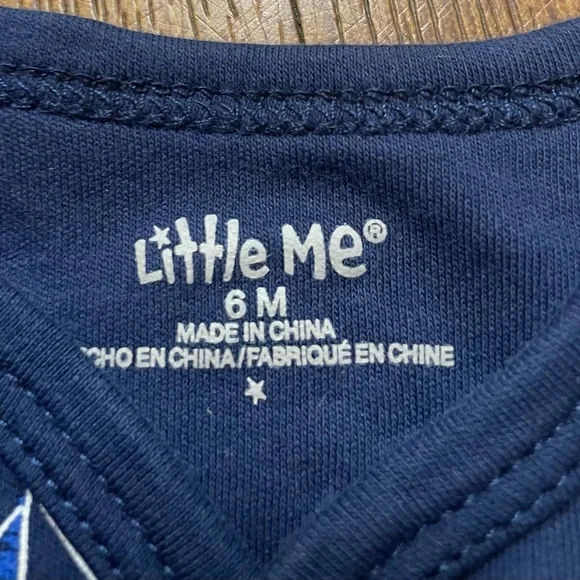 Little Me®
6 M
MADE IN CHINA
CHO EN CHINA/FABRIQUÉ EN CHINE